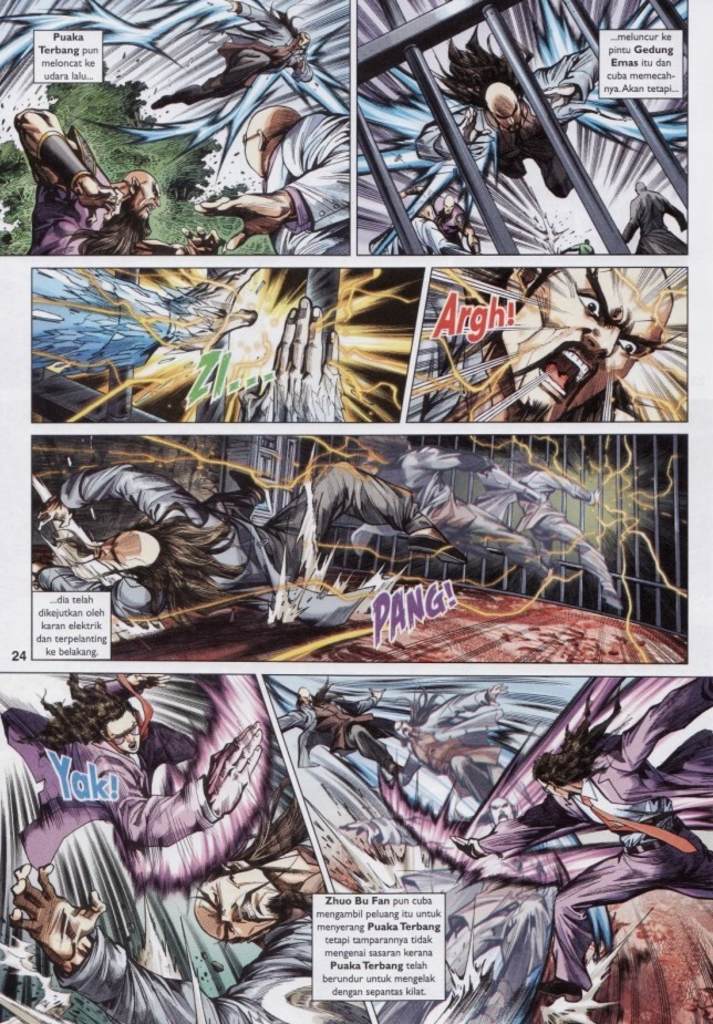 Puaka
Terbang pun
meloncat ke
udara lalu...
...meluncur ke
pintu Gedung
Emas itu dan
cuba memecah-
nya. Akan tetapi...
ZI....
Argh!
...dia telah
dikejutkan oleh
karan elektrik
dan terpelanting
ke belakang.
PANG!
24
Yak!
Zhuo Bu Fan pun cuba
mengambil peluang itu untuk
menyerang Puaka Terbang
tetapi tamparannya tidak
mengenai sasaran kerana
Puaka Terbang telah
berundur untuk mengelak
dengan sepantas kilat.